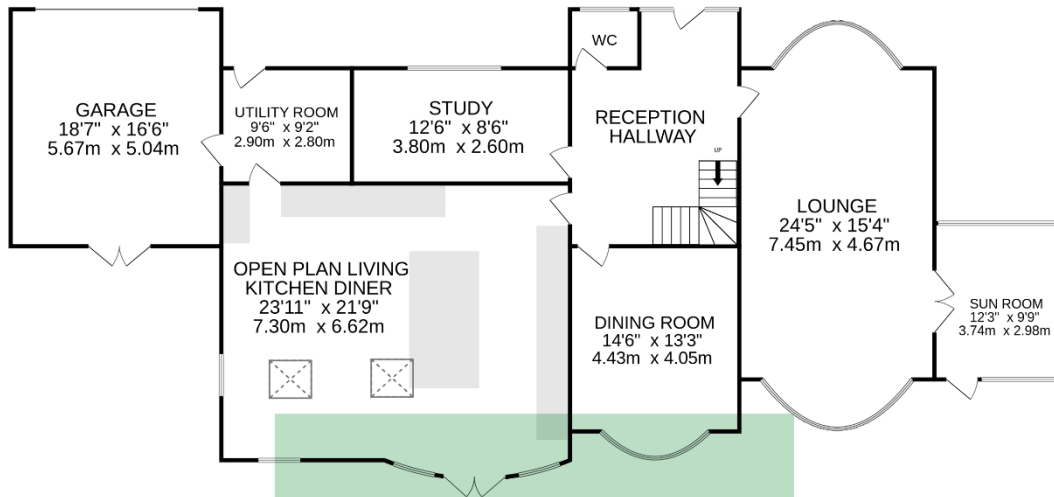 WC
GARAGE
18'7" x 16'6"
5.67m x 5.04m
UTILITY ROOM
9'6" x 9'2"
2.90m x 2.80m
STUDY
12'6" x 8'6"
3.80m x 2.60m
RECEPTION
HALLWAY
UP
LOUNGE
24'5" x 15'4"
7.45m x 4.67m
OPEN PLAN LIVING
KITCHEN DINER
23'11" x 21'9"
7.30m x 6.62m
DINING ROOM
14'6" x 13'3"
4.43m x 4.05m
SUN ROOM
12'3" x 9'9"
3.74m x 2.98m